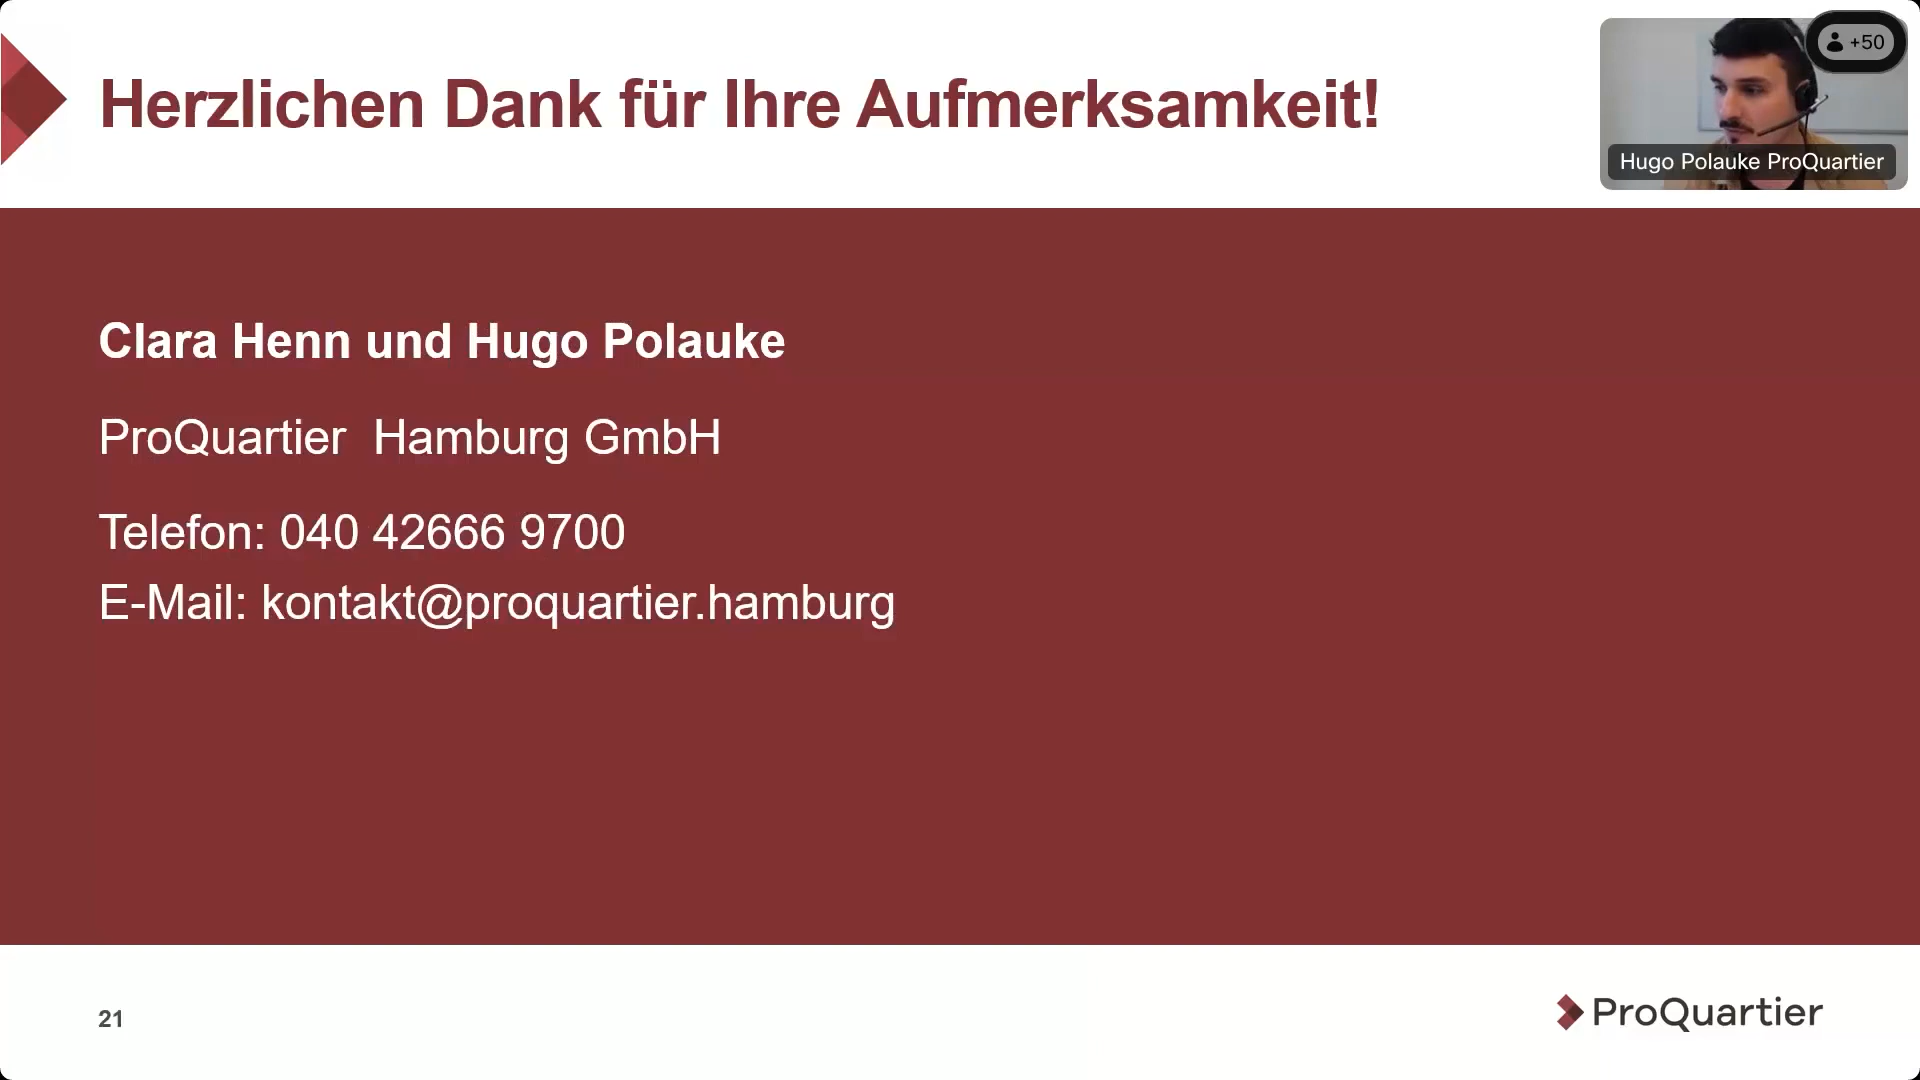 Herzlichen Dank für Ihre Aufmerksamkeit!
+50
Hugo Polauke ProQuartier
Clara Henn und Hugo Polauke
ProQuartier  Hamburg GmbH
Telefon: 040 42666 9700
E-Mail: kontakt@proquartier.hamburg
21
ProQuartier